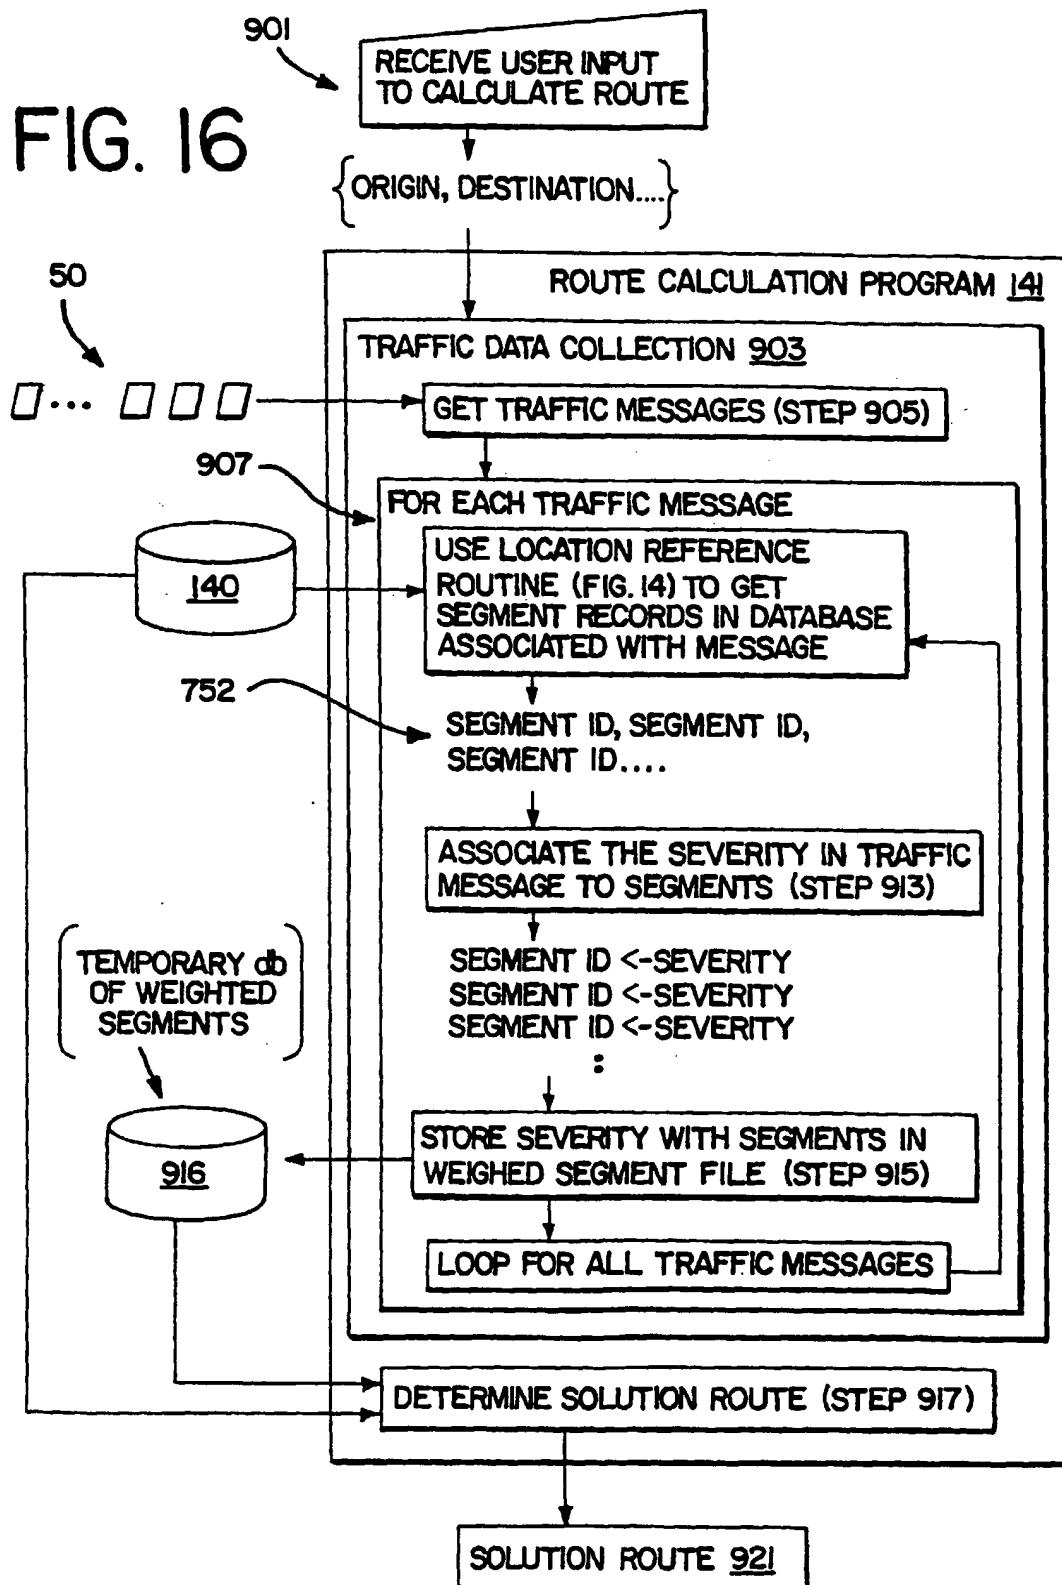 901
RECEIVE USER INPUT
TO CALCULATE ROUTE
FIG. 16
{ORIGIN, DESTINATION....}
50
ROUTE CALCULATION PROGRAM 141
TRAFFIC DATA COLLECTION 903
... 
GET TRAFFIC MESSAGES (STEP 905)
907
FOR EACH TRAFFIC MESSAGE
USE LOCATION REFERENCE
ROUTINE (FIG. 14) TO GET
SEGMENT RECORDS IN DATABASE
ASSOCIATED WITH MESSAGE
140
752
SEGMENT ID, SEGMENT ID,
SEGMENT ID....
ASSOCIATE THE SEVERITY IN TRAFFIC
MESSAGE TO SEGMENTS (STEP 913)
TEMPORARY db
OF WEIGHTED
SEGMENTS
SEGMENT ID <-SEVERITY
SEGMENT ID <-SEVERITY
SEGMENT ID <-SEVERITY
:
916
STORE SEVERITY WITH SEGMENTS IN
WEIGHED SEGMENT FILE (STEP 915)
LOOP FOR ALL TRAFFIC MESSAGES
DETERMINE SOLUTION ROUTE (STEP 917)
SOLUTION ROUTE 921